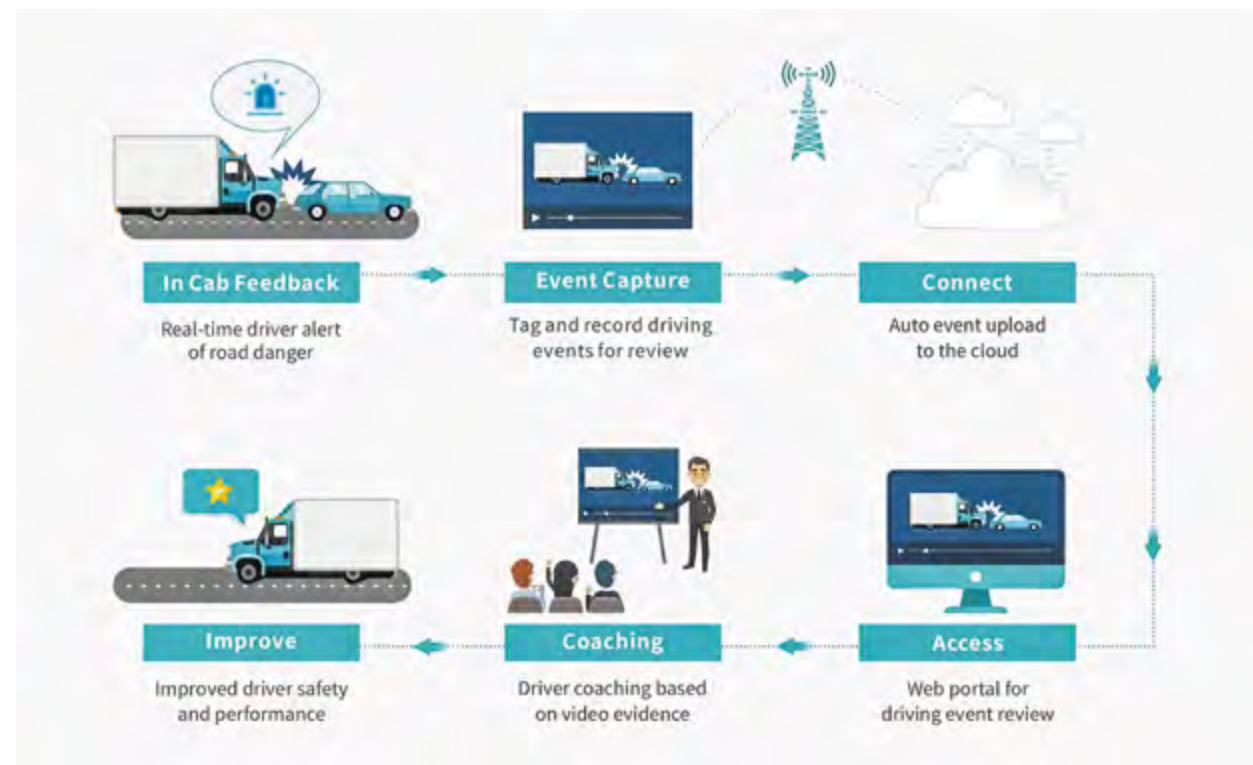 In Cab Feedback
Real-time driver alert
of road danger
Event Capture
Tag and record driving
events for review
Connect
Auto event upload
to the cloud
Access
Web portal for
driving event review
Coaching
Driver coaching based
on video evidence
Improve
Improved driver safety
and performance